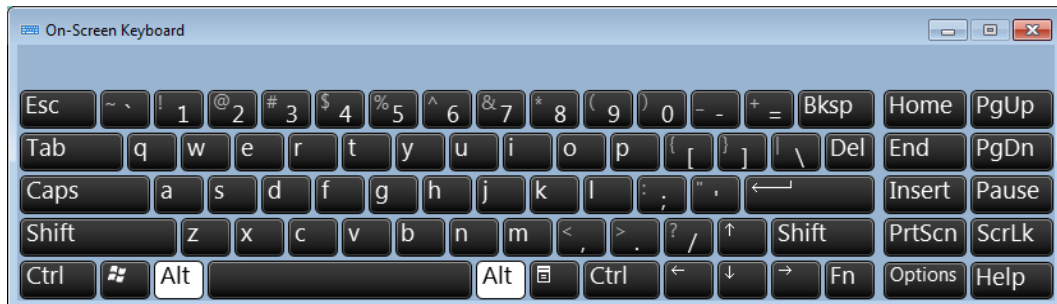 On-Screen Keyboard
Esc ~ ` ! 1 @ 2 # 3 $ 4 % 5 ^ 6 & 7 * 8 ( 9 ) 0 _ - + = Bksp Home PgUp
Tab q w e r t y u i o p { [ } ] | \ Del End PgDn
Caps a s d f g h j k l : ; " ' Insert Pause
Shift z x c v b n m < , > . ? / ↑ Shift PrtScn ScrLk
Ctrl Alt Alt Ctrl ← ↓ → Fn Options Help